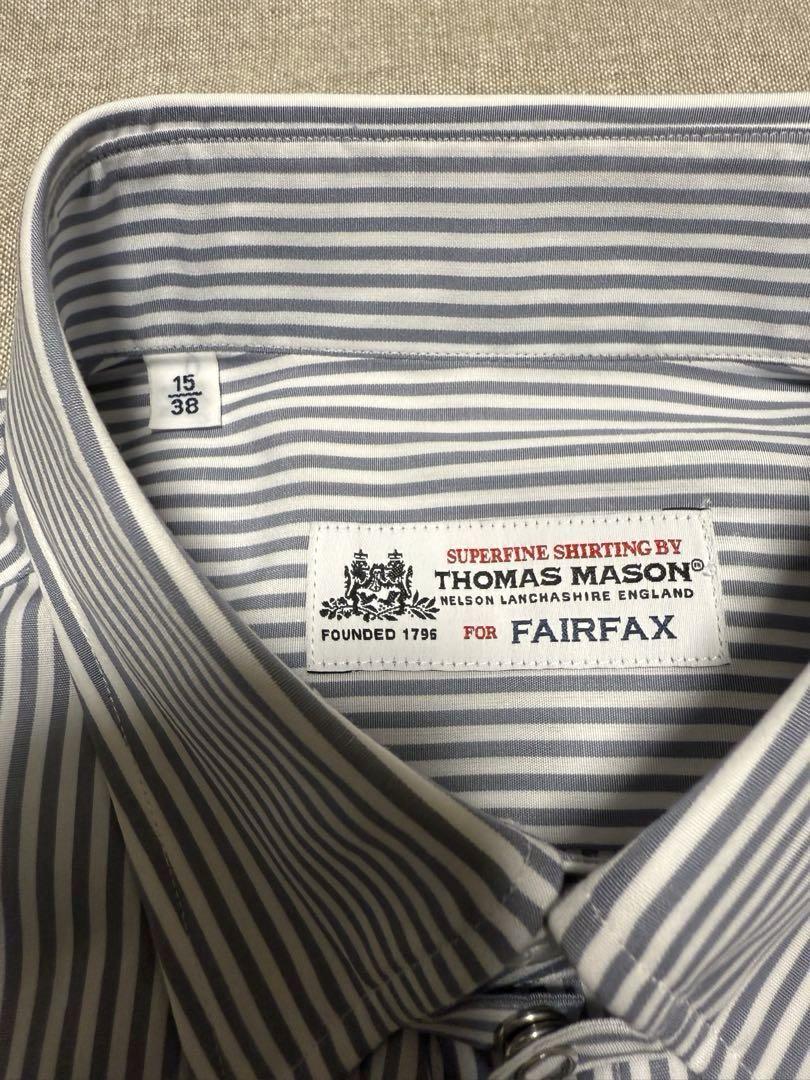 15
38
SUPERFINE SHIRTING BY
THOMAS MASON®
NELSON LANCHASHIRE ENGLAND
FOUNDED 1796
FOR FAIRFAX